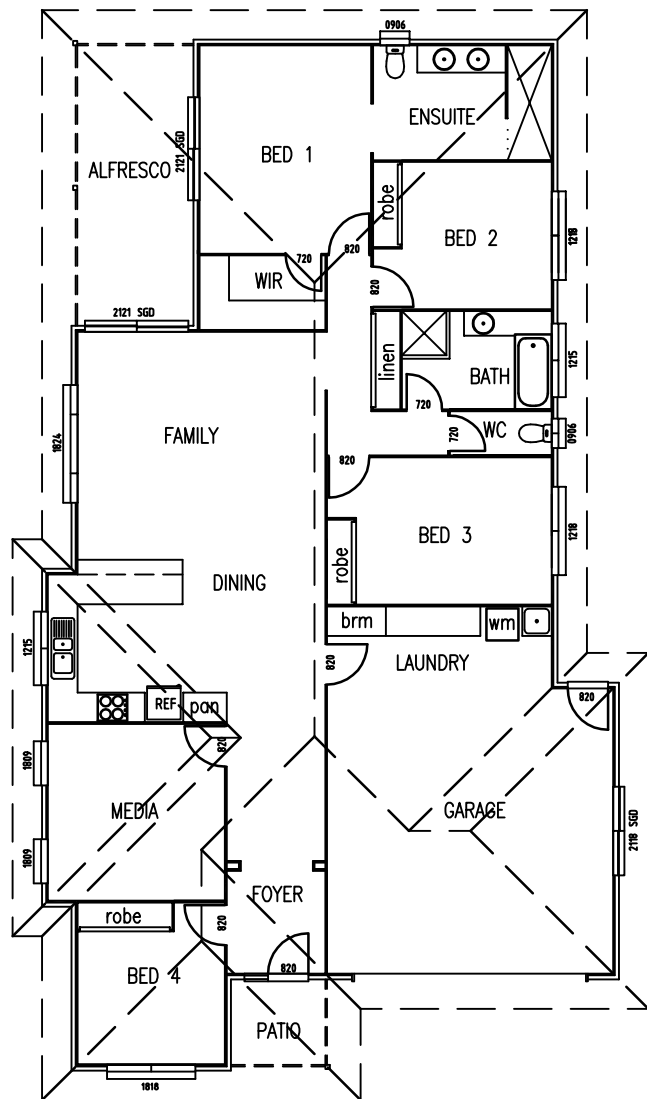 0906
ENSUITE
2121 SGD
BED 1
ALFRESCO
robe
BED 2
1218
820
720
WIR
820
2121 SGD
linen
BATH
1215
720
WC
720
0906
1824
FAMILY
820
BED 3
1218
robe
DINING
brm
wm
1215
LAUNDRY
820
REF
pan
820
820
1809
MEDIA
GARAGE
2118 SGD
1809
FOYER
robe
820
BED 4
820
PATIO
1818